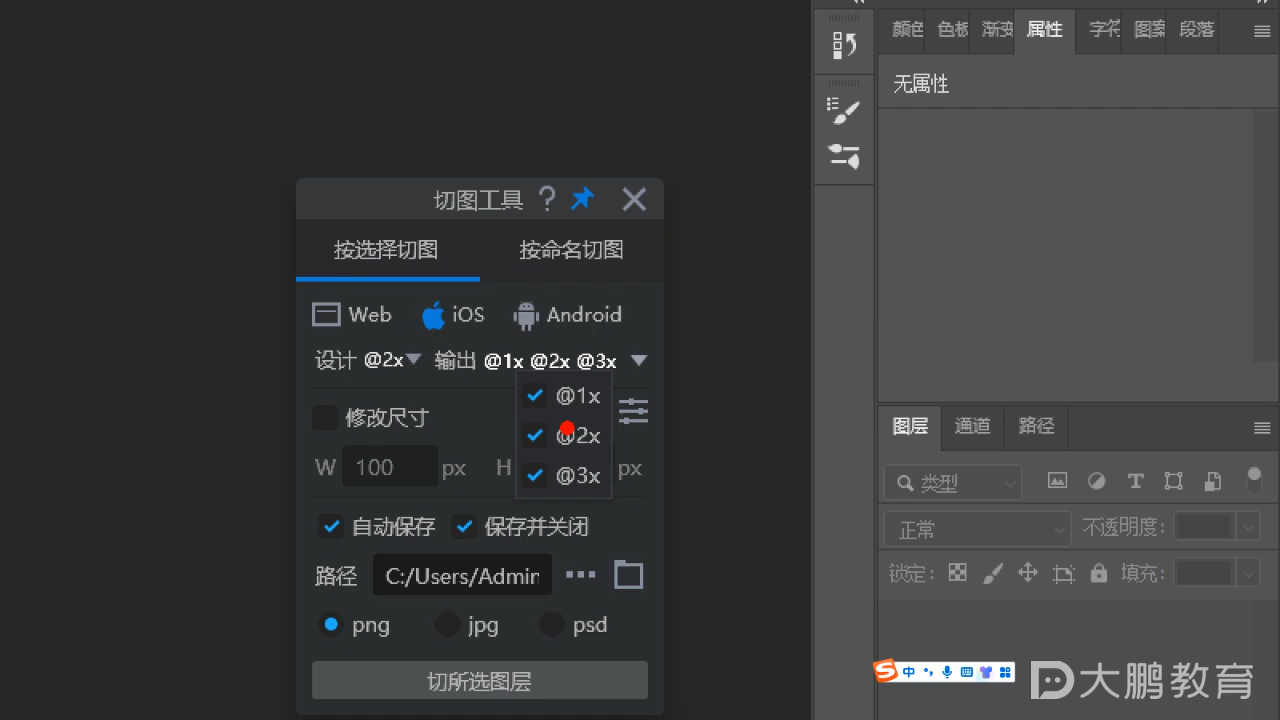 颜色 色板 渐变 属性 字符 图案 段落
无属性
切图工具 ?
按选择切图 按命名切图
Web iOS Android
设计 @2x 输出 @1x @2x @3x
@1x
修改尺寸
@2x
W 100 px H px
@3x
自动保存 保存并关闭
路径 C:/Users/Admin
png jpg psd
切所选图层
图层 通道 路径
类型
正常 不透明度:
锁定: 填充:
中
大鹏教育